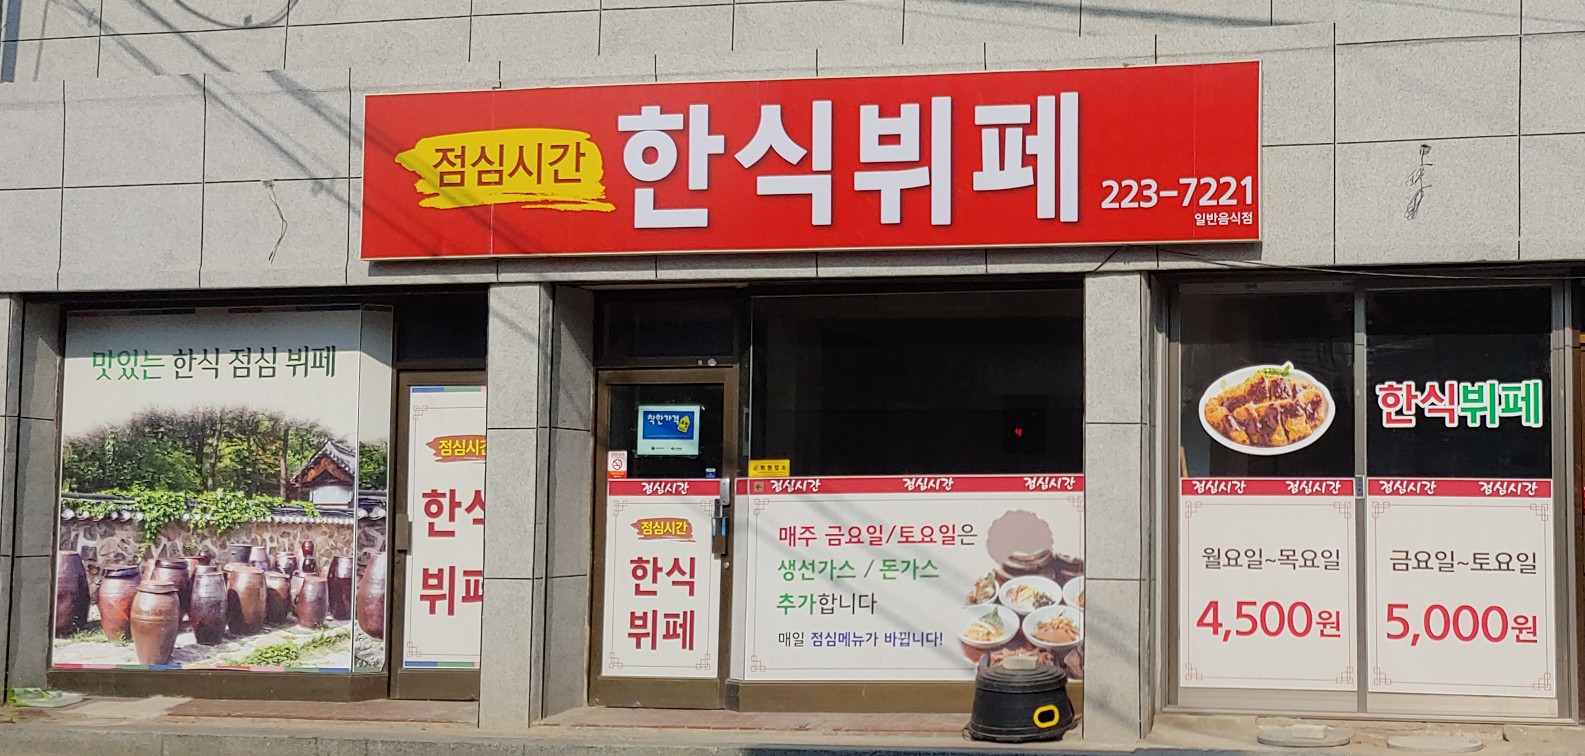 점심시간
한식뷔페
223-7221
일반음식점
맛있는 한식 점심 뷔페
점심시간
한식
뷔페
착한가격
점심시간
점심시간
한식
뷔페
회원업소
점심시간 점심시간 점심시간
매주 금요일/토요일은
생선가스 / 돈가스
추가합니다
매일 점심메뉴가 바뀝니다!
한식뷔페
점심시간 점심시간
월요일~목요일
4,500원
점심시간 점심시간
금요일~토요일
5,000원